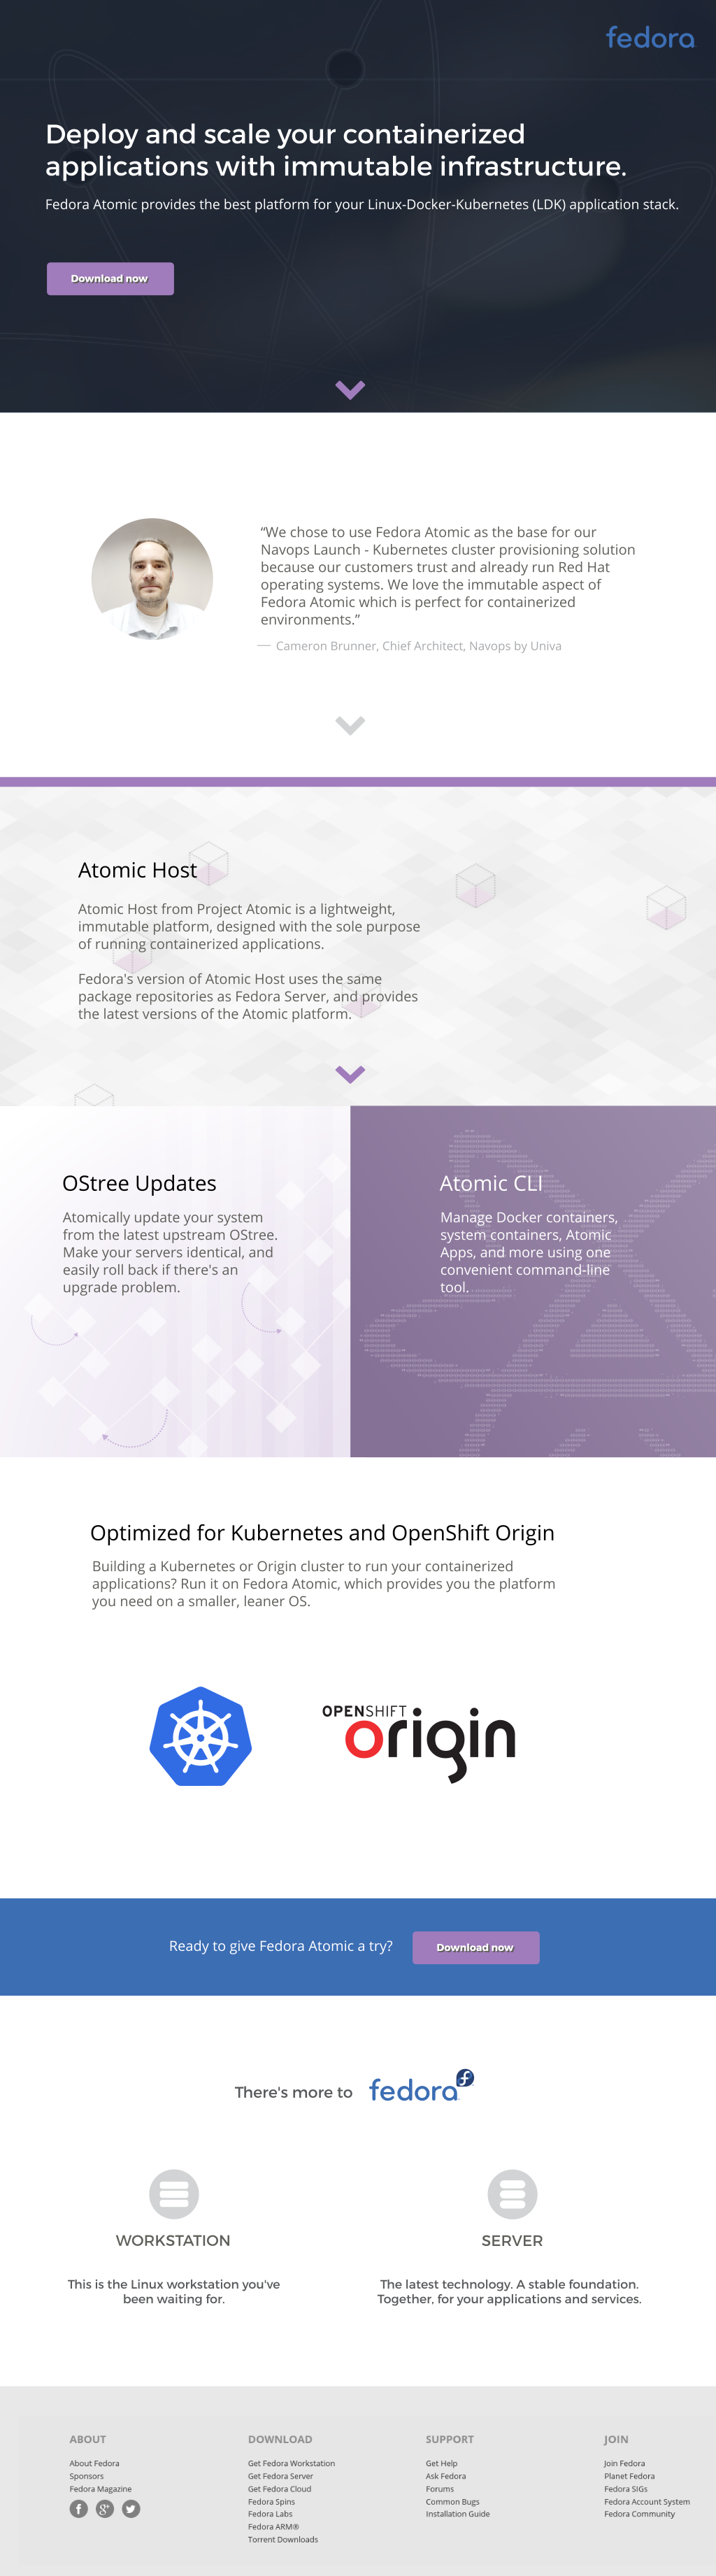 fedora
Deploy and scale your containerized
applications with immutable infrastructure.
Fedora Atomic provides the best platform for your Linux-Docker-Kubernetes (LDK) application stack.
Download now
“We chose to use Fedora Atomic as the base for our
Navops Launch - Kubernetes cluster provisioning solution
because our customers trust and already run Red Hat
operating systems. We love the immutable aspect of
Fedora Atomic which is perfect for containerized
environments.”
— Cameron Brunner, Chief Architect, Navops by Univa
Atomic Host
Atomic Host from Project Atomic is a lightweight,
immutable platform, designed with the sole purpose
of running containerized applications.
Fedora's version of Atomic Host uses the same
package repositories as Fedora Server, and provides
the latest versions of the Atomic platform.
OStree Updates
Atomically update your system
from the latest upstream OStree.
Make your servers identical, and
easily roll back if there's an
upgrade problem.
Atomic CLI
Manage Docker containers,
system containers, Atomic
Apps, and more using one
convenient command-line
tool.
Optimized for Kubernetes and OpenShift Origin
Building a Kubernetes or Origin cluster to run your containerized
applications? Run it on Fedora Atomic, which provides you the platform
you need on a smaller, leaner OS.
OPENSHIFT
origin
Ready to give Fedora Atomic a try?
Download now
There's more to fedora
WORKSTATION
This is the Linux workstation you've
been waiting for.
SERVER
The latest technology. A stable foundation.
Together, for your applications and services.
ABOUT
About Fedora
Sponsors
Fedora Magazine
DOWNLOAD
Get Fedora Workstation
Get Fedora Server
Get Fedora Cloud
Fedora Spins
Fedora Labs
Fedora ARM®
Torrent Downloads
SUPPORT
Get Help
Ask Fedora
Forums
Common Bugs
Installation Guide
JOIN
Join Fedora
Planet Fedora
Fedora SIGs
Fedora Account System
Fedora Community